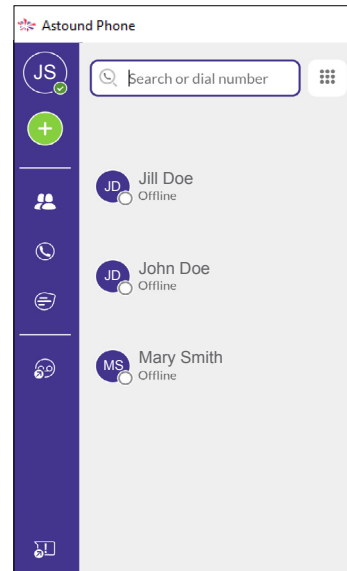 Astound Phone
JS
Search or dial number
JD
Jill Doe
Offline
JD
John Doe
Offline
MS
Mary Smith
Offline